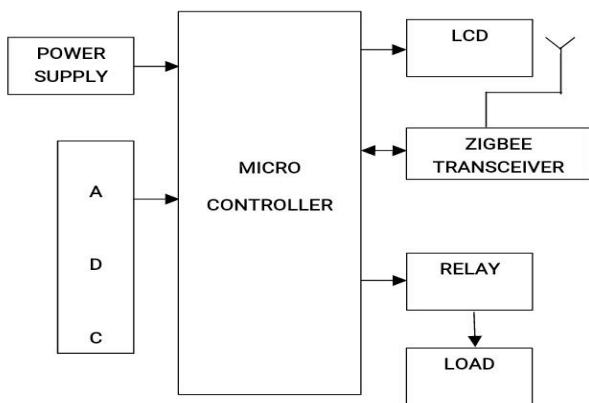 POWER
SUPPLY
A
D
C
MICRO
CONTROLLER
LCD
ZIGBEE
TRANSCEIVER
RELAY
LOAD